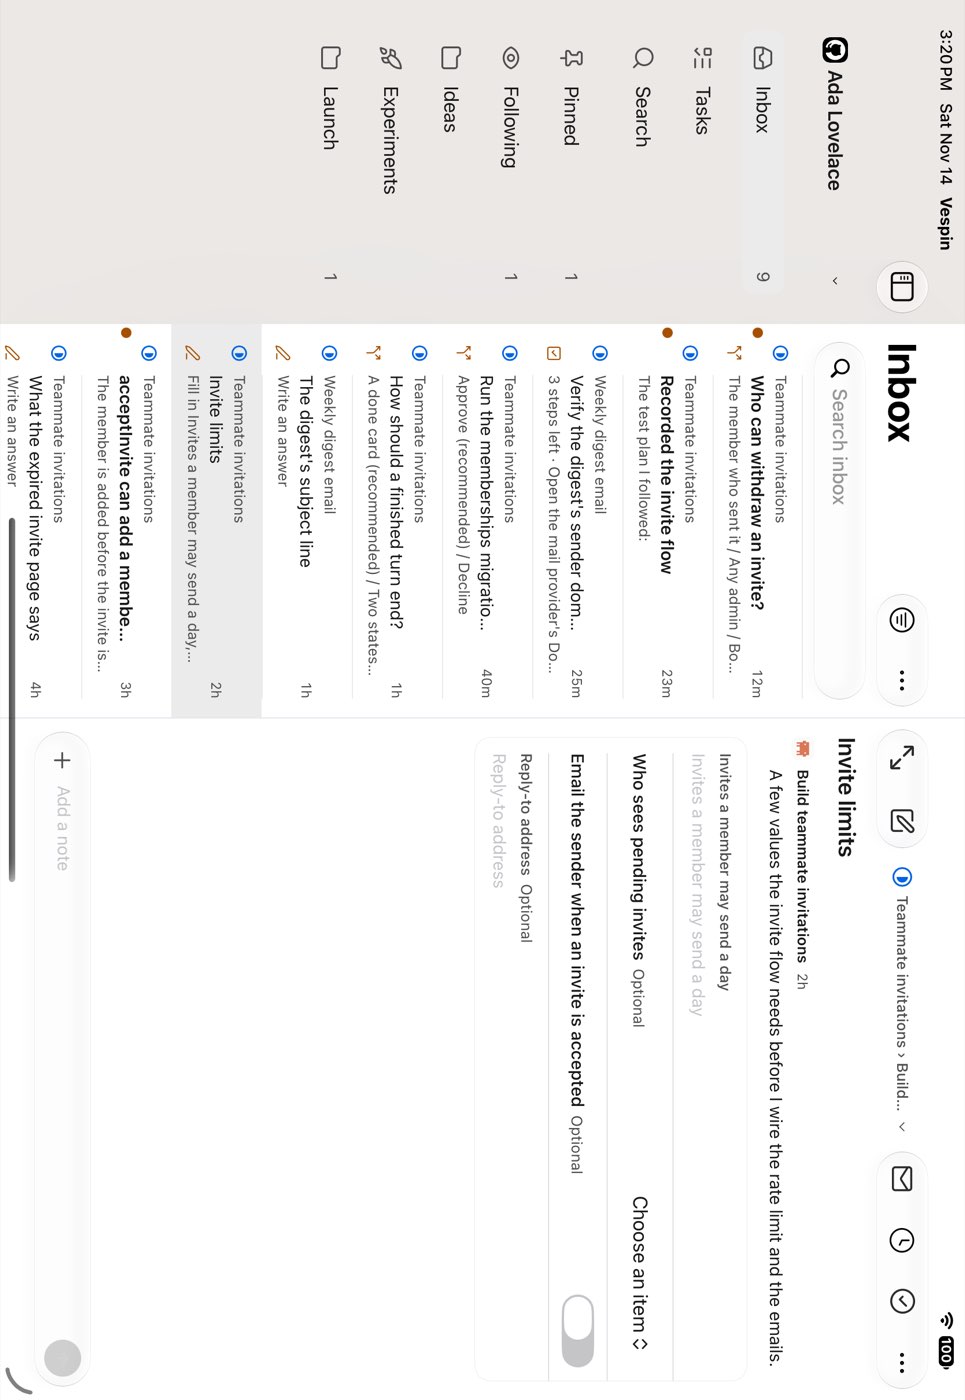 3:20 PM Sat Nov 14 Vespin
100
Ada Lovelace
Inbox 9
Tasks
Search
Pinned 1
Following 1
Ideas
Experiments
Launch 1
Inbox
Search inbox
Teammate invitations
Who can withdraw an invite? 12m
The member who sent it / Any admin / Bo...
Teammate invitations
Recorded the invite flow 23m
The test plan I followed:
Weekly digest email
Verify the digest's sender dom... 25m
3 steps left · Open the mail provider's Do...
Teammate invitations
Run the memberships migratio... 40m
Approve (recommended) / Decline
Teammate invitations
How should a finished turn end? 1h
A done card (recommended) / Two states...
Weekly digest email
The digest's subject line 1h
Write an answer
Teammate invitations
Invite limits 2h
Fill in Invites a member may send a day,...
Teammate invitations
acceptInvite can add a membe... 3h
The member is added before the invite is...
Teammate invitations
What the expired invite page says 4h
Write an answer
Teammate invitations › Build...
Invite limits
Build teammate invitations 2h
A few values the invite flow needs before I wire the rate limit and the emails.
Invites a member may send a day
Invites a member may send a day
Who sees pending invites Optional Choose an item
Email the sender when an invite is accepted Optional
Reply-to address Optional
Reply-to address
Add a note